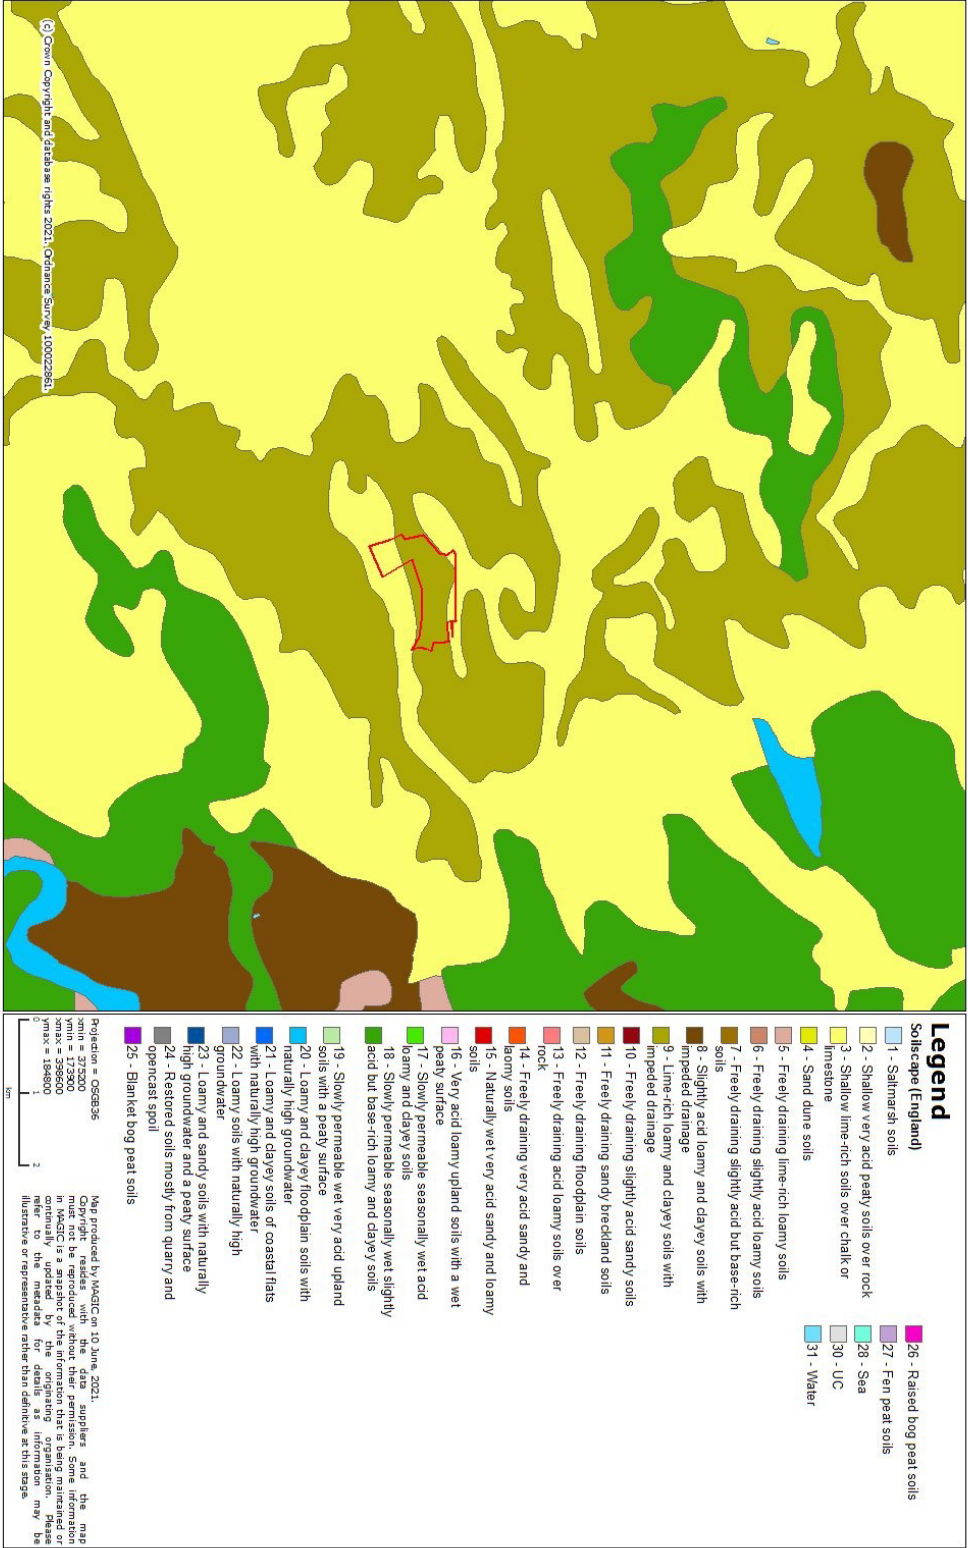 Legend
Soilscape (England)
1 - Saltmarsh soils
2 - Shallow very acid peaty soils over rock
3 - Shallow lime-rich soils over chalk or
limestone
4 - Sand dune soils
5 - Freely draining lime-rich loamy soils
6 - Freely draining slightly acid loamy soils
7 - Freely draining slightly acid but base-rich
soils
8 - Slightly acid loamy and clayey soils with
impeded drainage
9 - Lime-rich loamy and clayey soils with
impeded drainage
10 - Freely draining slightly acid sandy soils
11 - Freely draining sandy breckland soils
12 - Freely draining floodplain soils
13 - Freely draining acid loamy soils over
rock
14 - Freely draining very acid sandy and
loamy soils
15 - Naturally wet very acid sandy and loamy
soils
16 - Very acid loamy upland soils with a wet
peaty surface
17 - Slowly permeable seasonally wet acid
loamy and clayey soils
18 - Slowly permeable seasonally wet slightly
acid but base-rich loamy and clayey soils
19 - Slowly permeable wet very acid upland
soils with a peaty surface
20 - Loamy and clayey floodplain soils with
naturally high groundwater
21 - Loamy and clayey soils of coastal flats
with naturally high groundwater
22 - Loamy soils with naturally high
groundwater
23 - Loamy and sandy soils with naturally
high groundwater and a peaty surface
24 - Restored soils mostly from quarry and
opencast spoil
25 - Blanket bog peat soils
26 - Raised bog peat soils
27 - Fen peat soils
28 - Sea
30 - UC
31 - Water
Projection = OSGB36
xmin = 375200
ymin = 173900
xmax = 398600
ymax = 184800
0 1 2
km
Map produced by MAGIC on 10 June, 2021.
Copyright resides with the data suppliers and the map
must not be reproduced without their permission. Some information
in MAGIC is a snapshot of the information that is being maintained or
continually updated by the originating organisation. Please
refer to the metadata for details as information may be
illustrative or representative rather than definitive at this stage.
(c) Crown Copyright and database rights 2021. Ordnance Survey 100022861.